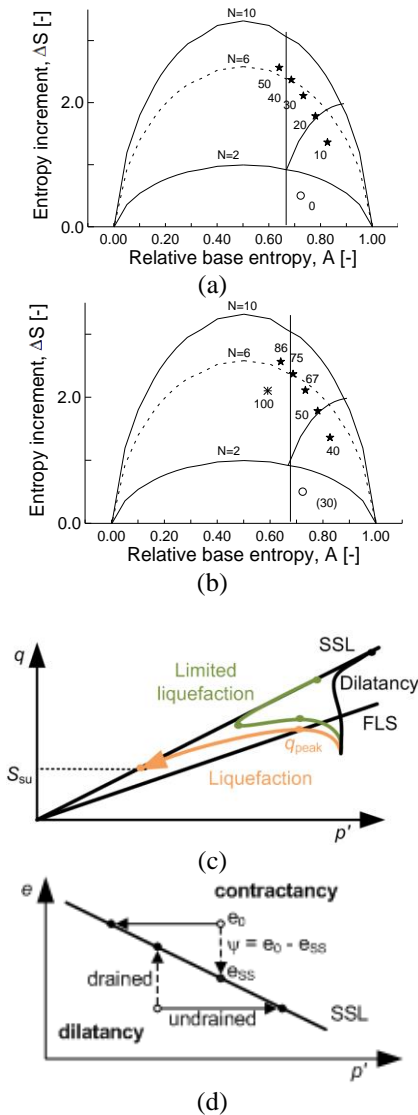 N=10
N=6
N=2
50
40
30
20
10
0
2.0
0.0
0.00 0.20 0.40 0.60 0.80 1.00
Entropy increment, ΔS [-]
Relative base entropy, A [-]
(a)
N=10
N=6
N=2
86
75
67
100
50
40
(30)
2.0
0.0
0.00 0.20 0.40 0.60 0.80 1.00
Entropy increment, ΔS [-]
Relative base entropy, A [-]
(b)
q
SSL
Limited
liquefaction
Dilatancy
FLS
q_peak
S_su
Liquefaction
p'
(c)
e
contractancy
e_0
ψ = e_0 - e_SS
e_SS
drained
SSL
dilatancy
undrained
p'
(d)